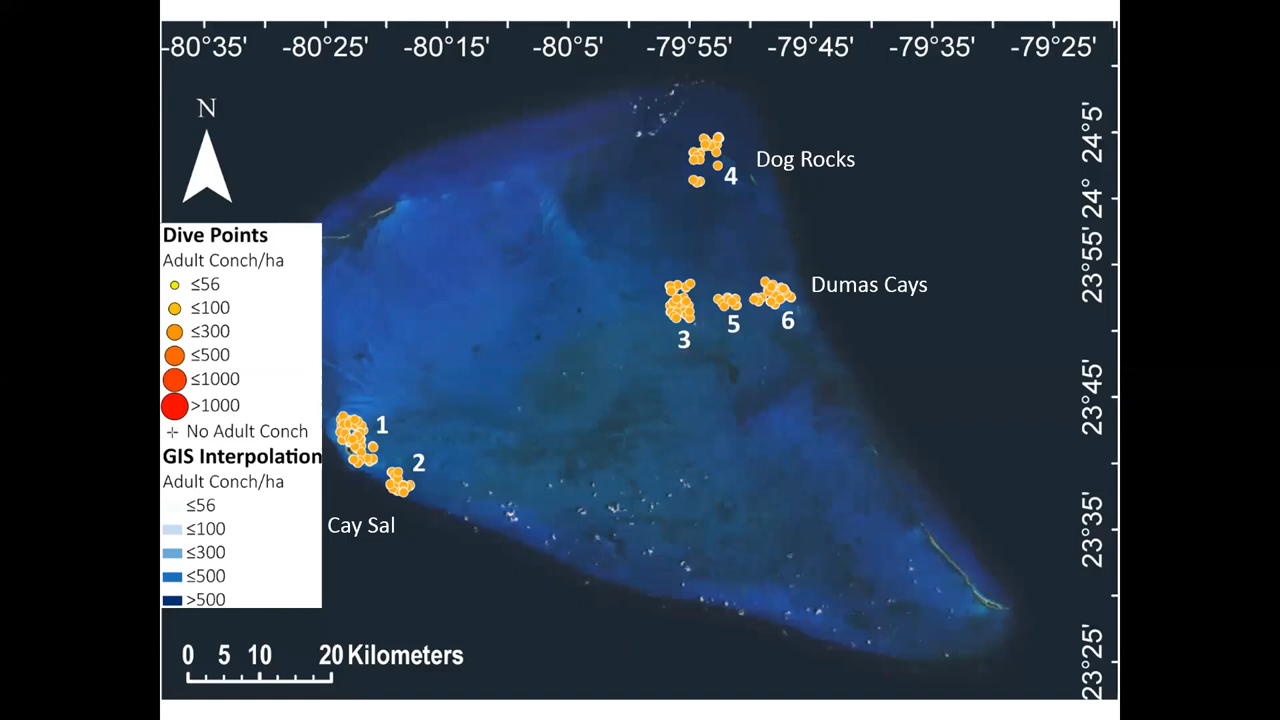 -80°35' -80°25' -80°15' -80°5' -79°55' -79°45' -79°35' -79°25'
N
24°5'
Dog Rocks
4
24°
Dive Points
Adult Conch/ha
≤56
≤100
≤300
≤500
≤1000
>1000
No Adult Conch
GIS Interpolation
Adult Conch/ha
≤56
≤100
≤300
≤500
>500
23°55'
Dumas Cays
3
5
6
23°45'
1
2
Cay Sal
23°35'
23°25'
0 5 10 20 Kilometers